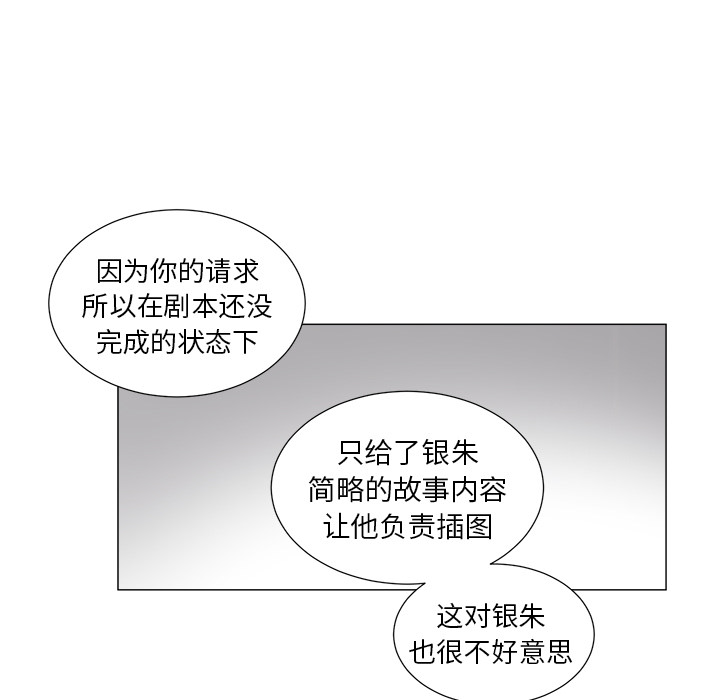 因为你的请求
所以在剧本还没
完成的状态下
只给了银朱
简略的故事内容
让他负责插图
这对银朱
也很不好意思